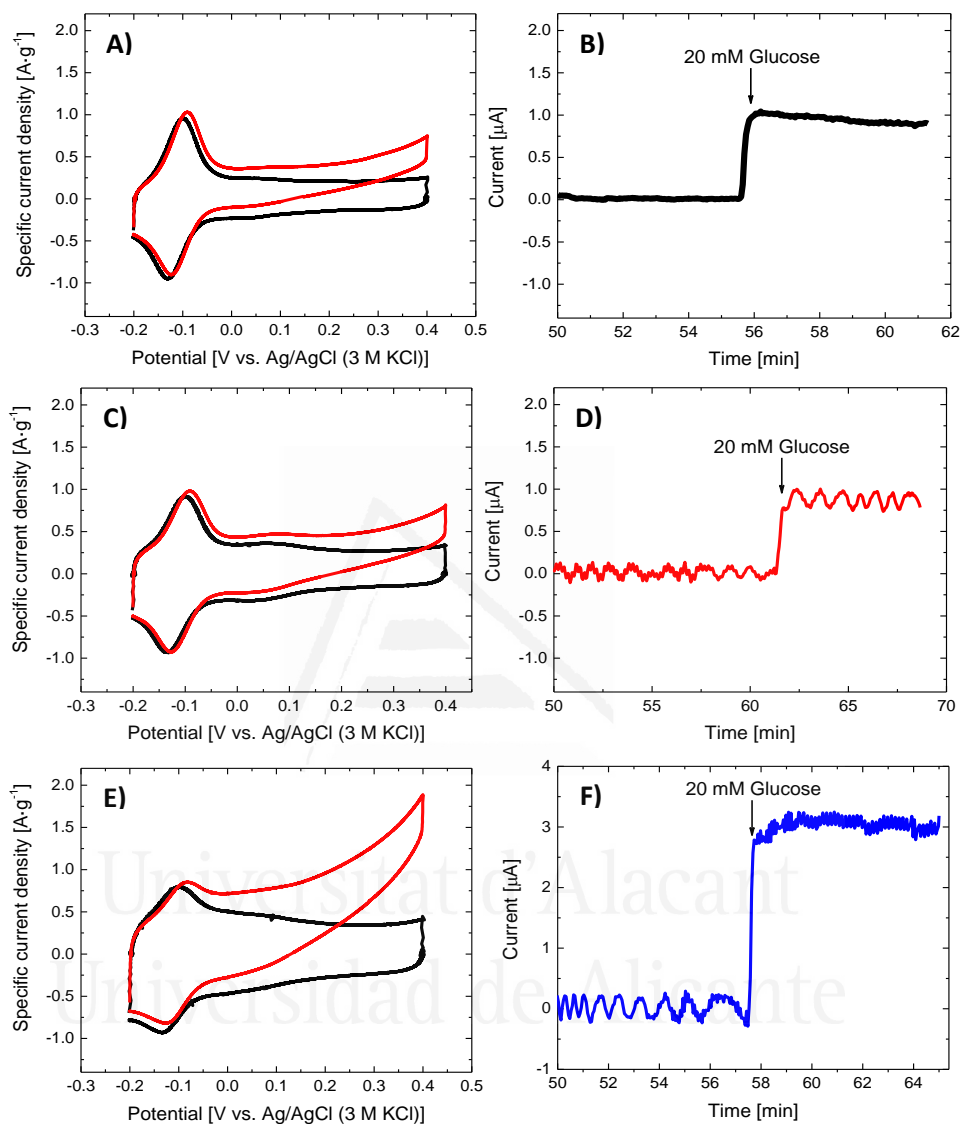 A)
2.0
1.5
1.0
0.5
0.0
-0.5
-1.0
Specific current density [A·g⁻¹]
-0.3 -0.2 -0.1 0.0 0.1 0.2 0.3 0.4 0.5
Potential [V vs. Ag/AgCl (3 M KCl)]
B)
20 mM Glucose
2.0
1.5
1.0
0.5
0.0
-0.5
-1.0
Current [µA]
50 52 54 56 58 60 62
Time [min]
C)
2.0
1.5
1.0
0.5
0.0
-0.5
-1.0
Specific current density [A·g⁻¹]
-0.3 -0.2 -0.1 0.0 0.1 0.2 0.3 0.4
Potential [V vs. Ag/AgCl (3 M KCl)]
D)
20 mM Glucose
2.0
1.5
1.0
0.5
0.0
-0.5
-1.0
Current [µA]
50 55 60 65 70
Time [min]
E)
2.0
1.5
1.0
0.5
0.0
-0.5
-1.0
Specific current density [A·g⁻¹]
-0.3 -0.2 -0.1 0.0 0.1 0.2 0.3 0.4 0.5
Potential [V vs. Ag/AgCl (3 M KCl)]
F)
20 mM Glucose
4
3
2
1
0
-1
Current [µA]
50 52 54 56 58 60 62 64
Time [min]
Universitat d'Alacant
Universidad de Alicante